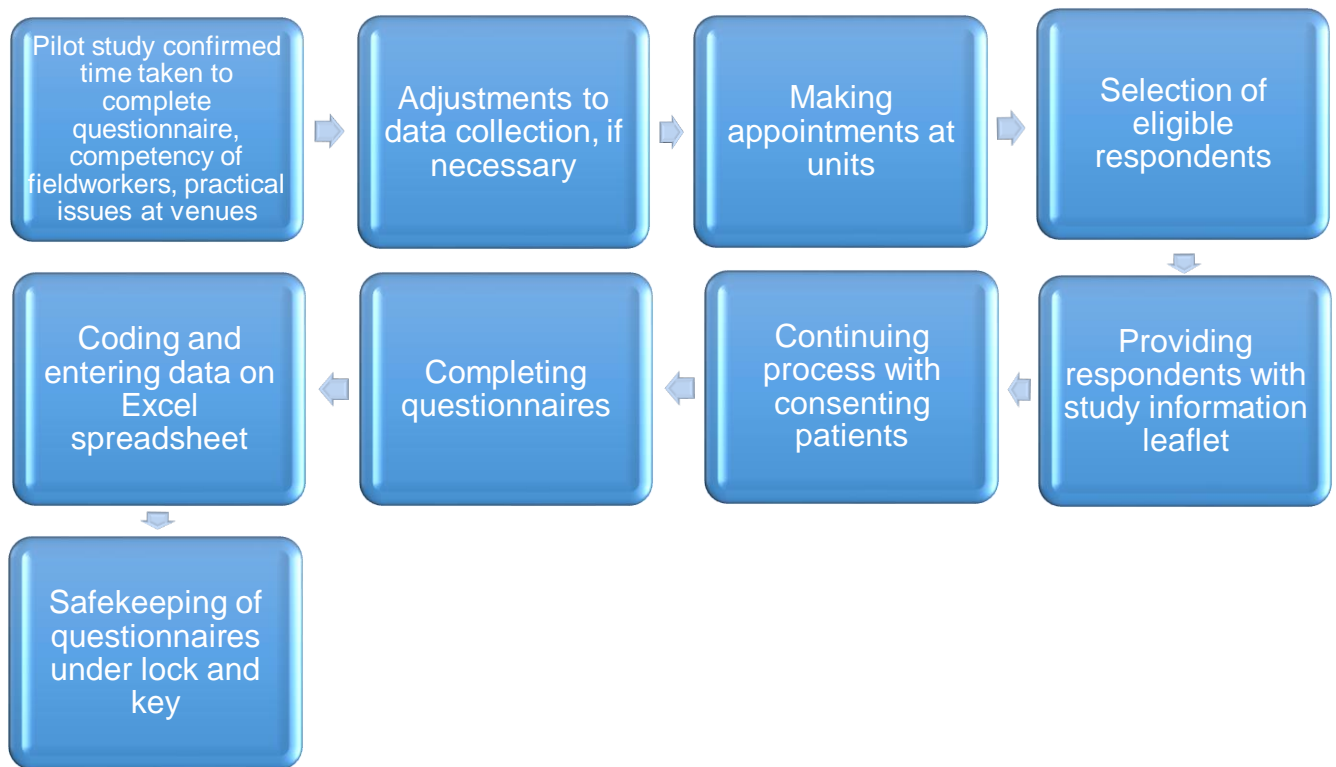 Pilot study confirmed
time taken to
complete
questionnaire,
competency of
fieldworkers, practical
issues at venues
Adjustments to
data collection, if
necessary
Making
appointments at
units
Selection of
eligible
respondents
Providing
respondents with
study information
leaflet
Continuing
process with
consenting
patients
Completing
questionnaires
Coding and
entering data on
Excel
spreadsheet
Safekeeping of
questionnaires
under lock and
key